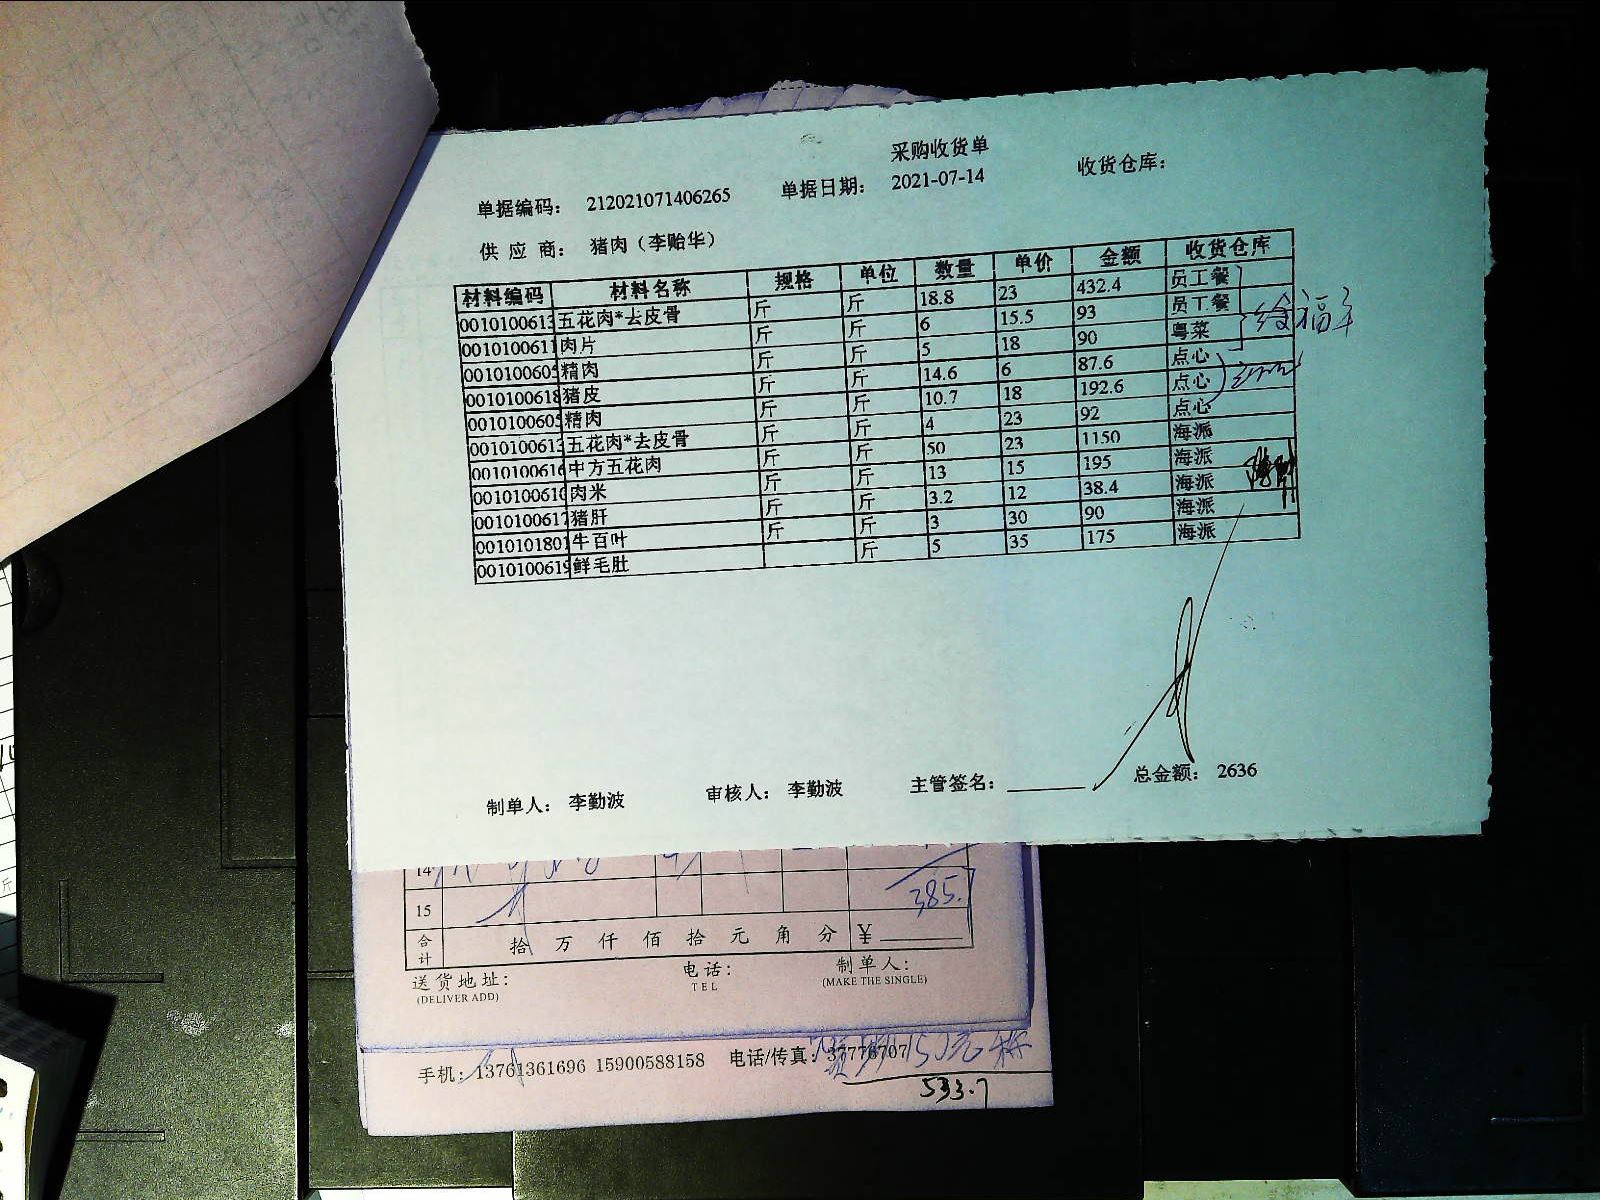 采购收货单
单据编码： 212021071406265 单据日期： 2021-07-14 收货仓库：
供 应 商： 猪肉（李贻华）
材料编码 材料名称 规格 单位 数量 单价 金额 收货仓库
0010100613 五花肉*去皮骨 斤 斤 18.8 23 432.4 员工餐
0010100611 肉片 斤 斤 6 15.5 93 员工餐
0010100605 精肉 斤 斤 5 18 90 粤菜
0010100618 猪皮 斤 斤 14.6 6 87.6 点心
0010100605 精肉 斤 斤 10.7 18 192.6 点心
0010100613 五花肉*去皮骨 斤 斤 4 23 92 点心
0010100616 中方五花肉 斤 斤 50 23 1150 海派
0010100610 肉米 斤 斤 13 15 195 海派
0010100617 猪肝 斤 斤 3.2 12 38.4 海派
0010101801 牛百叶 斤 斤 3 30 90 海派
0010100619 鲜毛肚 斤 5 35 175 海派
制单人： 李勤波 审核人： 李勤波 主管签名： 总金额： 2636
14
15 385.
合计 拾 万 仟 佰 拾 元 角 分 ¥
送货地址： 电话： 制单人：
(DELIVER ADD) TEL (MAKE THE SINGLE)
手机：13761361696 15900588158 电话/传真：37776707
533.7